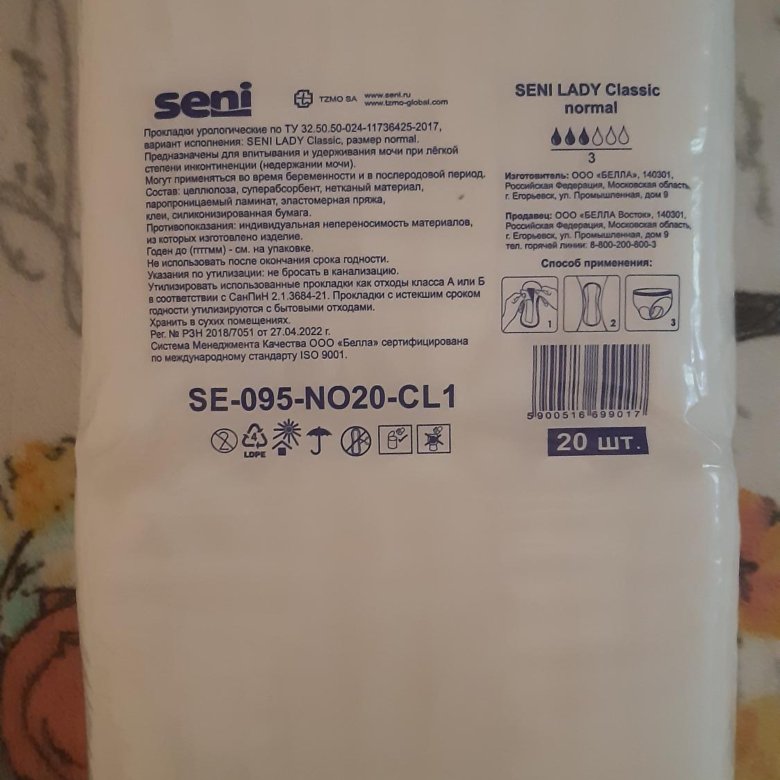 seni
TZMO SA
www.seni.ru
www.tzmo-global.com
Прокладки урологические по ТУ 32.50.50-024-11736425-2017,
вариант исполнения: SENI LADY Classic, размер normal.
Предназначены для впитывания и удерживания мочи при лёгкой
степени инконтиненции (недержании мочи).
Могут применяться во время беременности и в послеродовой период.
Состав: целлюлоза, суперабсорбент, нетканый материал,
паропроницаемый ламинат, эластомерная пряжа,
клеи, силиконизированная бумага.
Противопоказания: индивидуальная непереносимость материалов,
из которых изготовлено изделие.
Годен до (ггггмм) - см. на упаковке.
Не использовать после окончания срока годности.
Указания по утилизации: не бросать в канализацию.
Утилизировать использованные прокладки как отходы класса А или Б
в соответствии с СанПиН 2.1.3684-21. Прокладки с истекшим сроком
годности утилизируются с бытовыми отходами.
Хранить в сухих помещениях.
Рег. № РЗН 2018/7051 от 27.04.2022 г.
Система Менеджмента Качества ООО «Белла» сертифицирована
по международному стандарту ISO 9001.
SE-095-NO20-CL1
2
4
LDPE
SENI LADY Classic
normal
3
Изготовитель: ООО «БЕЛЛА», 140301,
Российская Федерация, Московская область,
г. Егорьевск, ул. Промышленная, дом 9
Продавец: ООО «БЕЛЛА Восток», 140301,
Российская Федерация, Московская область,
г. Егорьевск, ул. Промышленная, дом 9
тел. горячей линии: 8-800-200-800-3
Способ применения:
1 2 3
5 900516 699017
20 шт.